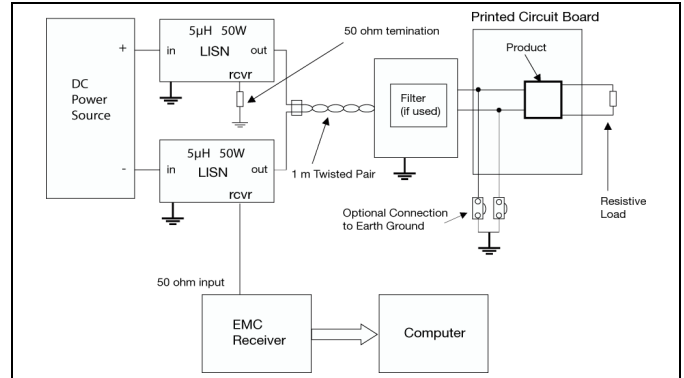 Printed Circuit Board
5µH 50W
LISN
in
out
rcvr
50 ohm temination
Product
+
DC
Power
Source
Filter
(if used)
-
5µH 50W
LISN
in
out
rcvr
1 m Twisted Pair
Optional Connection
to Earth Ground
Resistive
Load
50 ohm input
EMC
Receiver
Computer